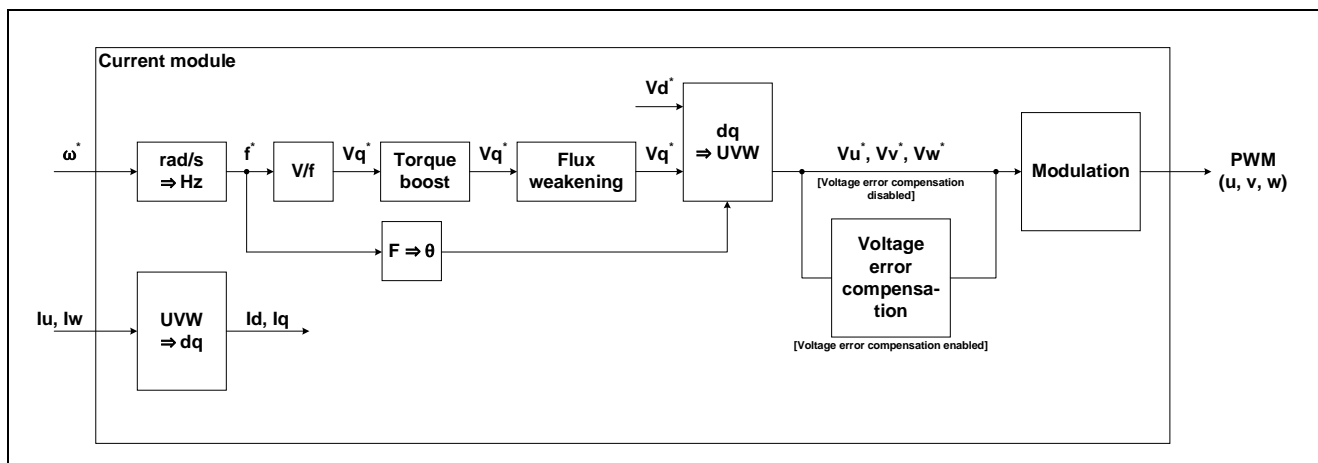 Current module
Vd*
ω*
rad/s
⇒ Hz
f*
V/f
Vq*
Torque
boost
Vq*
Flux
weakening
Vq*
dq
⇒ UVW
Vu*, Vv*, Vw*
[Voltage error compensation
disabled]
Modulation
PWM
(u, v, w)
F ⇒ θ
Voltage
error
compensa-
tion
[Voltage error compensation enabled]
Iu, Iw
UVW
⇒ dq
Id, Iq